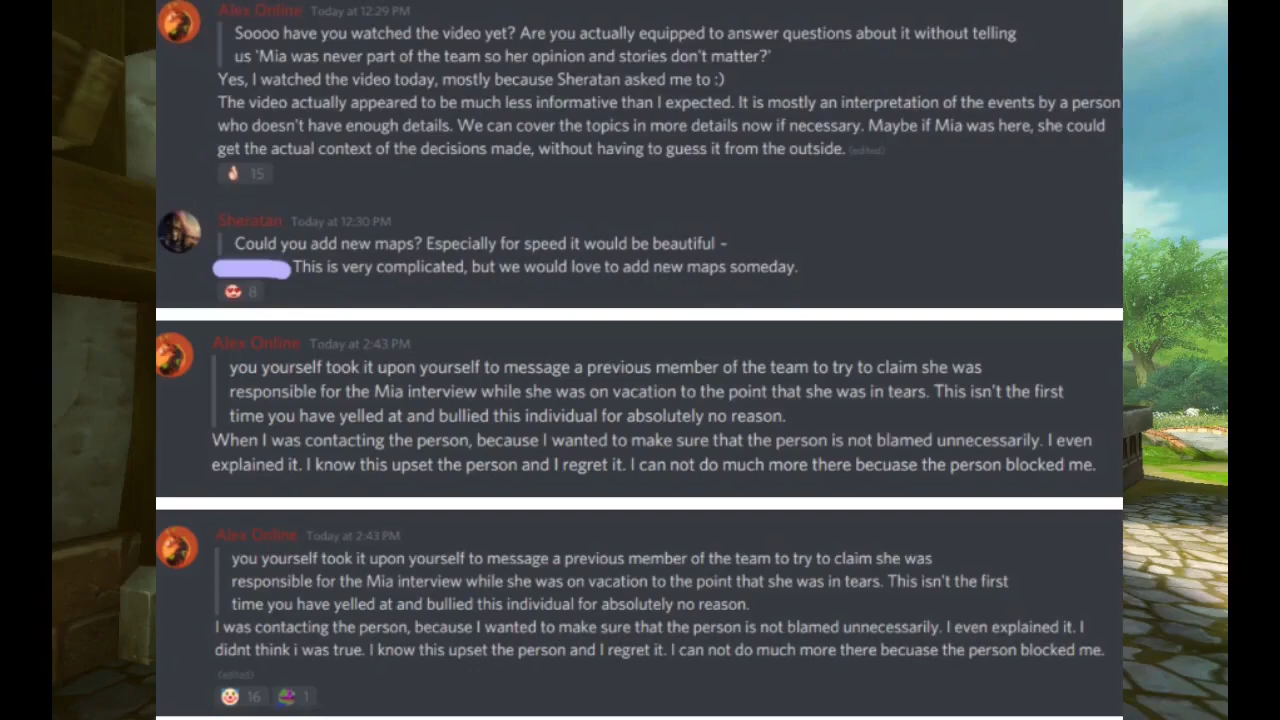 Alex Online Today at 12:29 PM
Soooo have you watched the video yet? Are you actually equipped to answer questions about it without telling
us 'Mia was never part of the team so her opinion and stories don't matter?'
Yes, I watched the video today, mostly because Sheratan asked me to :)
The video actually appeared to be much less informative than I expected. It is mostly an interpretation of the events by a person
who doesn't have enough details. We can cover the topics in more details now if necessary. Maybe if Mia was here, she could
get the actual context of the decisions made, without having to guess it from the outside. (edited)
15
Sheratan Today at 12:30 PM
Could you add new maps? Especially for speed it would be beautiful ~
This is very complicated, but we would love to add new maps someday.
8
Alex Online Today at 2:43 PM
you yourself took it upon yourself to message a previous member of the team to try to claim she was
responsible for the Mia interview while she was on vacation to the point that she was in tears. This isn't the first
time you have yelled at and bullied this individual for absolutely no reason.
When I was contacting the person, because I wanted to make sure that the person is not blamed unnecessarily. I even
explained it. I know this upset the person and I regret it. I can not do much more there becuase the person blocked me.
Alex Online Today at 2:43 PM
you yourself took it upon yourself to message a previous member of the team to try to claim she was
responsible for the Mia interview while she was on vacation to the point that she was in tears. This isn't the first
time you have yelled at and bullied this individual for absolutely no reason.
I was contacting the person, because I wanted to make sure that the person is not blamed unnecessarily. I even explained it. I
didnt think i was true. I know this upset the person and I regret it. I can not do much more there becuase the person blocked me.
(edited)
16 1